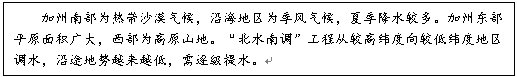 加州南部为热带沙漠气候，沿海地区为季风气候，夏季降水较多。加州东部
平原面积广大，西部为高原山地。“北水南调”工程从较高纬度向较低纬度地区
调水，沿途地势越来越低，需逐级提水。